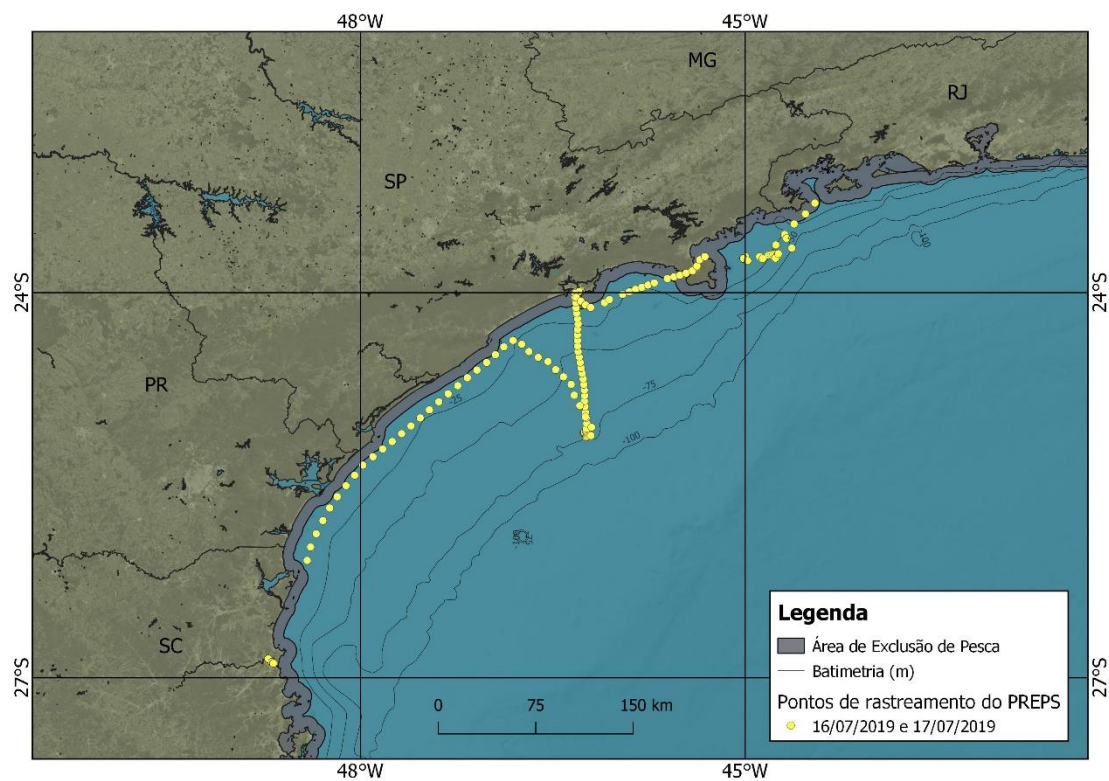 48°W
45°W
MG
RJ
SP
24°S
24°S
PR
-25
-75
-100
SC
Legenda
Área de Exclusão de Pesca
Batimetria (m)
Pontos de rastreamento do PREPS
16/07/2019 e 17/07/2019
27°S
27°S
0
75
150 km
48°W
45°W